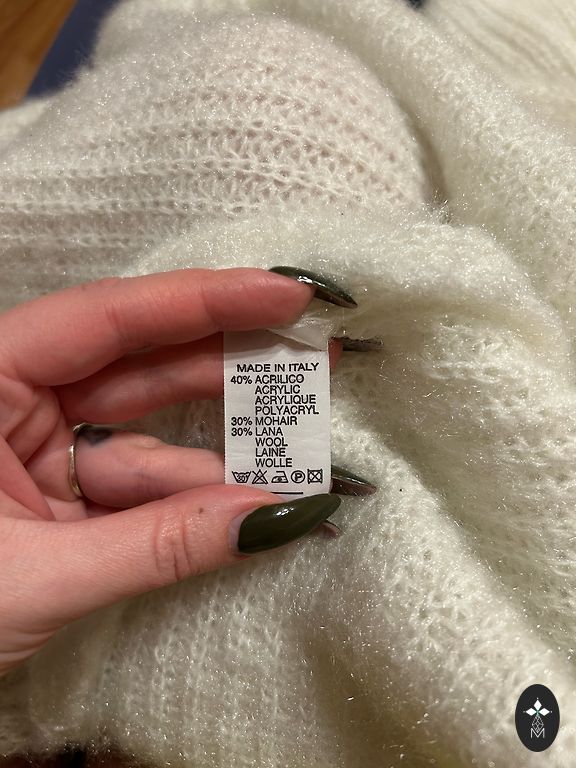 MADE IN ITALY
40% ACRILICO
ACRYLIC
ACRYLIQUE
POLYACRYL
30% MOHAIR
30% LANA
WOOL
LAINE
WOLLE
P
M